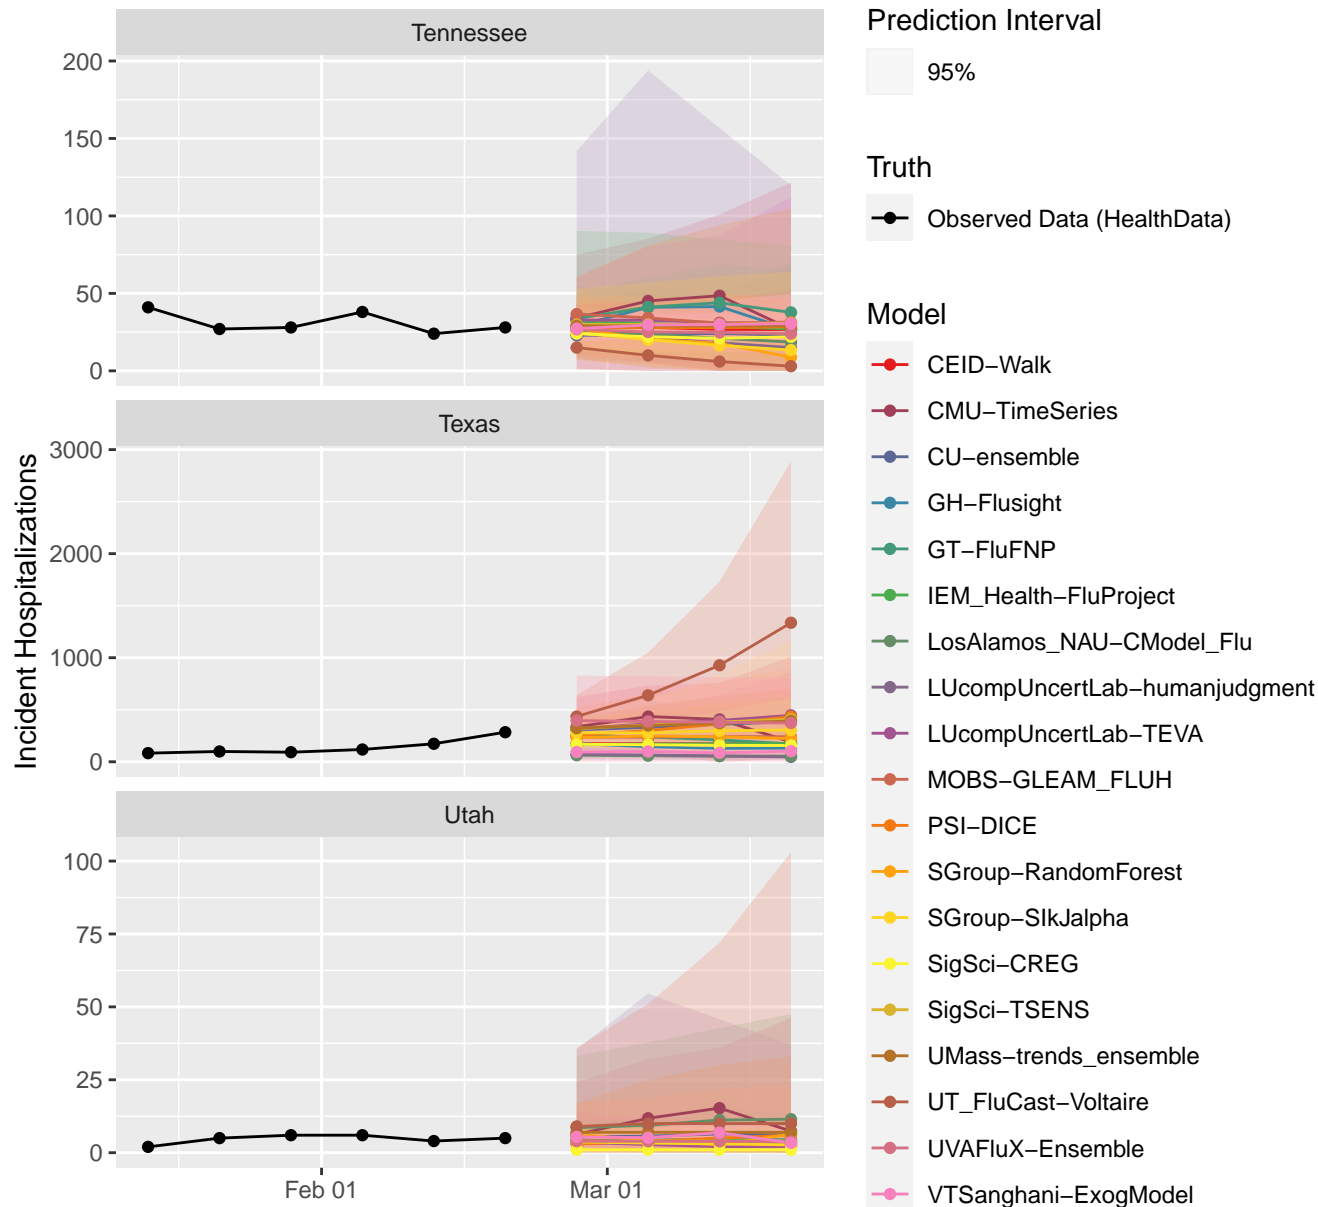 Tennessee
200
150
100
50
0
Texas
3000
2000
1000
0
Utah
100
75
50
25
0
Feb 01
Mar 01
Incident Hospitalizations
Prediction Interval
95%
Truth
Observed Data (HealthData)
Model
CEID−Walk
CMU−TimeSeries
CU−ensemble
GH−Flusight
GT−FluFNP
IEM_Health−FluProject
LosAlamos_NAU−CModel_Flu
LUcompUncertLab−humanjudgment
LUcompUncertLab−TEVA
MOBS−GLEAM_FLUH
PSI−DICE
SGroup−RandomForest
SGroup−SIkJalpha
SigSci−CREG
SigSci−TSENS
UMass−trends_ensemble
UT_FluCast−Voltaire
UVAFluX−Ensemble
VTSanghani−ExogModel